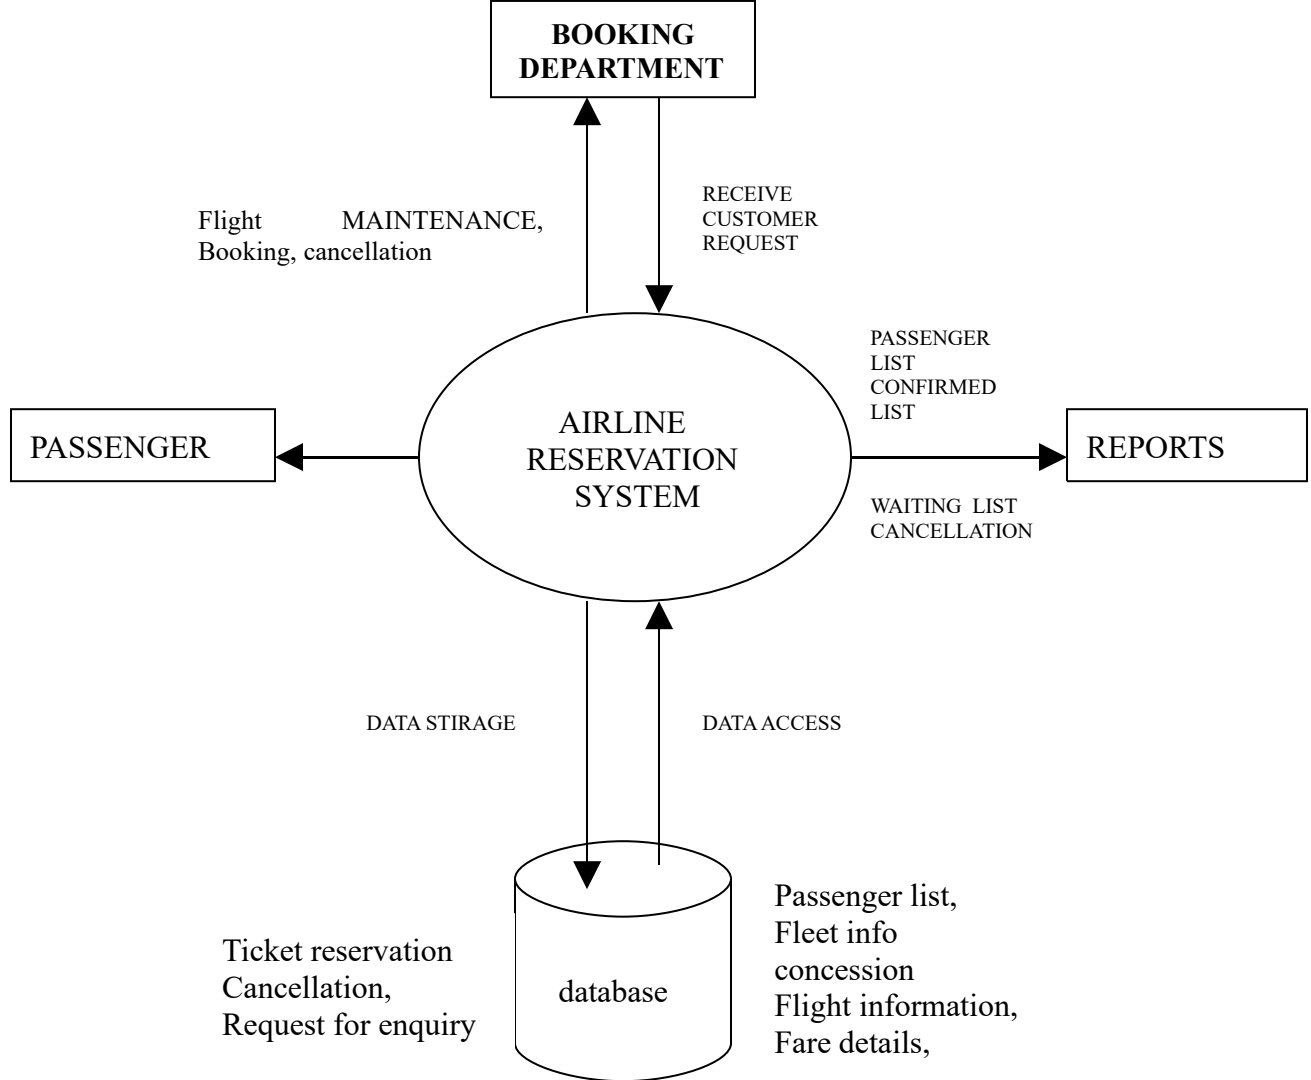 BOOKING
DEPARTMENT
RECEIVE
CUSTOMER
REQUEST
Flight MAINTENANCE,
Booking, cancellation
PASSENGER
LIST
CONFIRMED
LIST
PASSENGER
AIRLINE
RESERVATION
SYSTEM
REPORTS
WAITING LIST
CANCELLATION
DATA STIRAGE
DATA ACCESS
Ticket reservation
Cancellation,
Request for enquiry
database
Passenger list,
Fleet info
concession
Flight information,
Fare details,